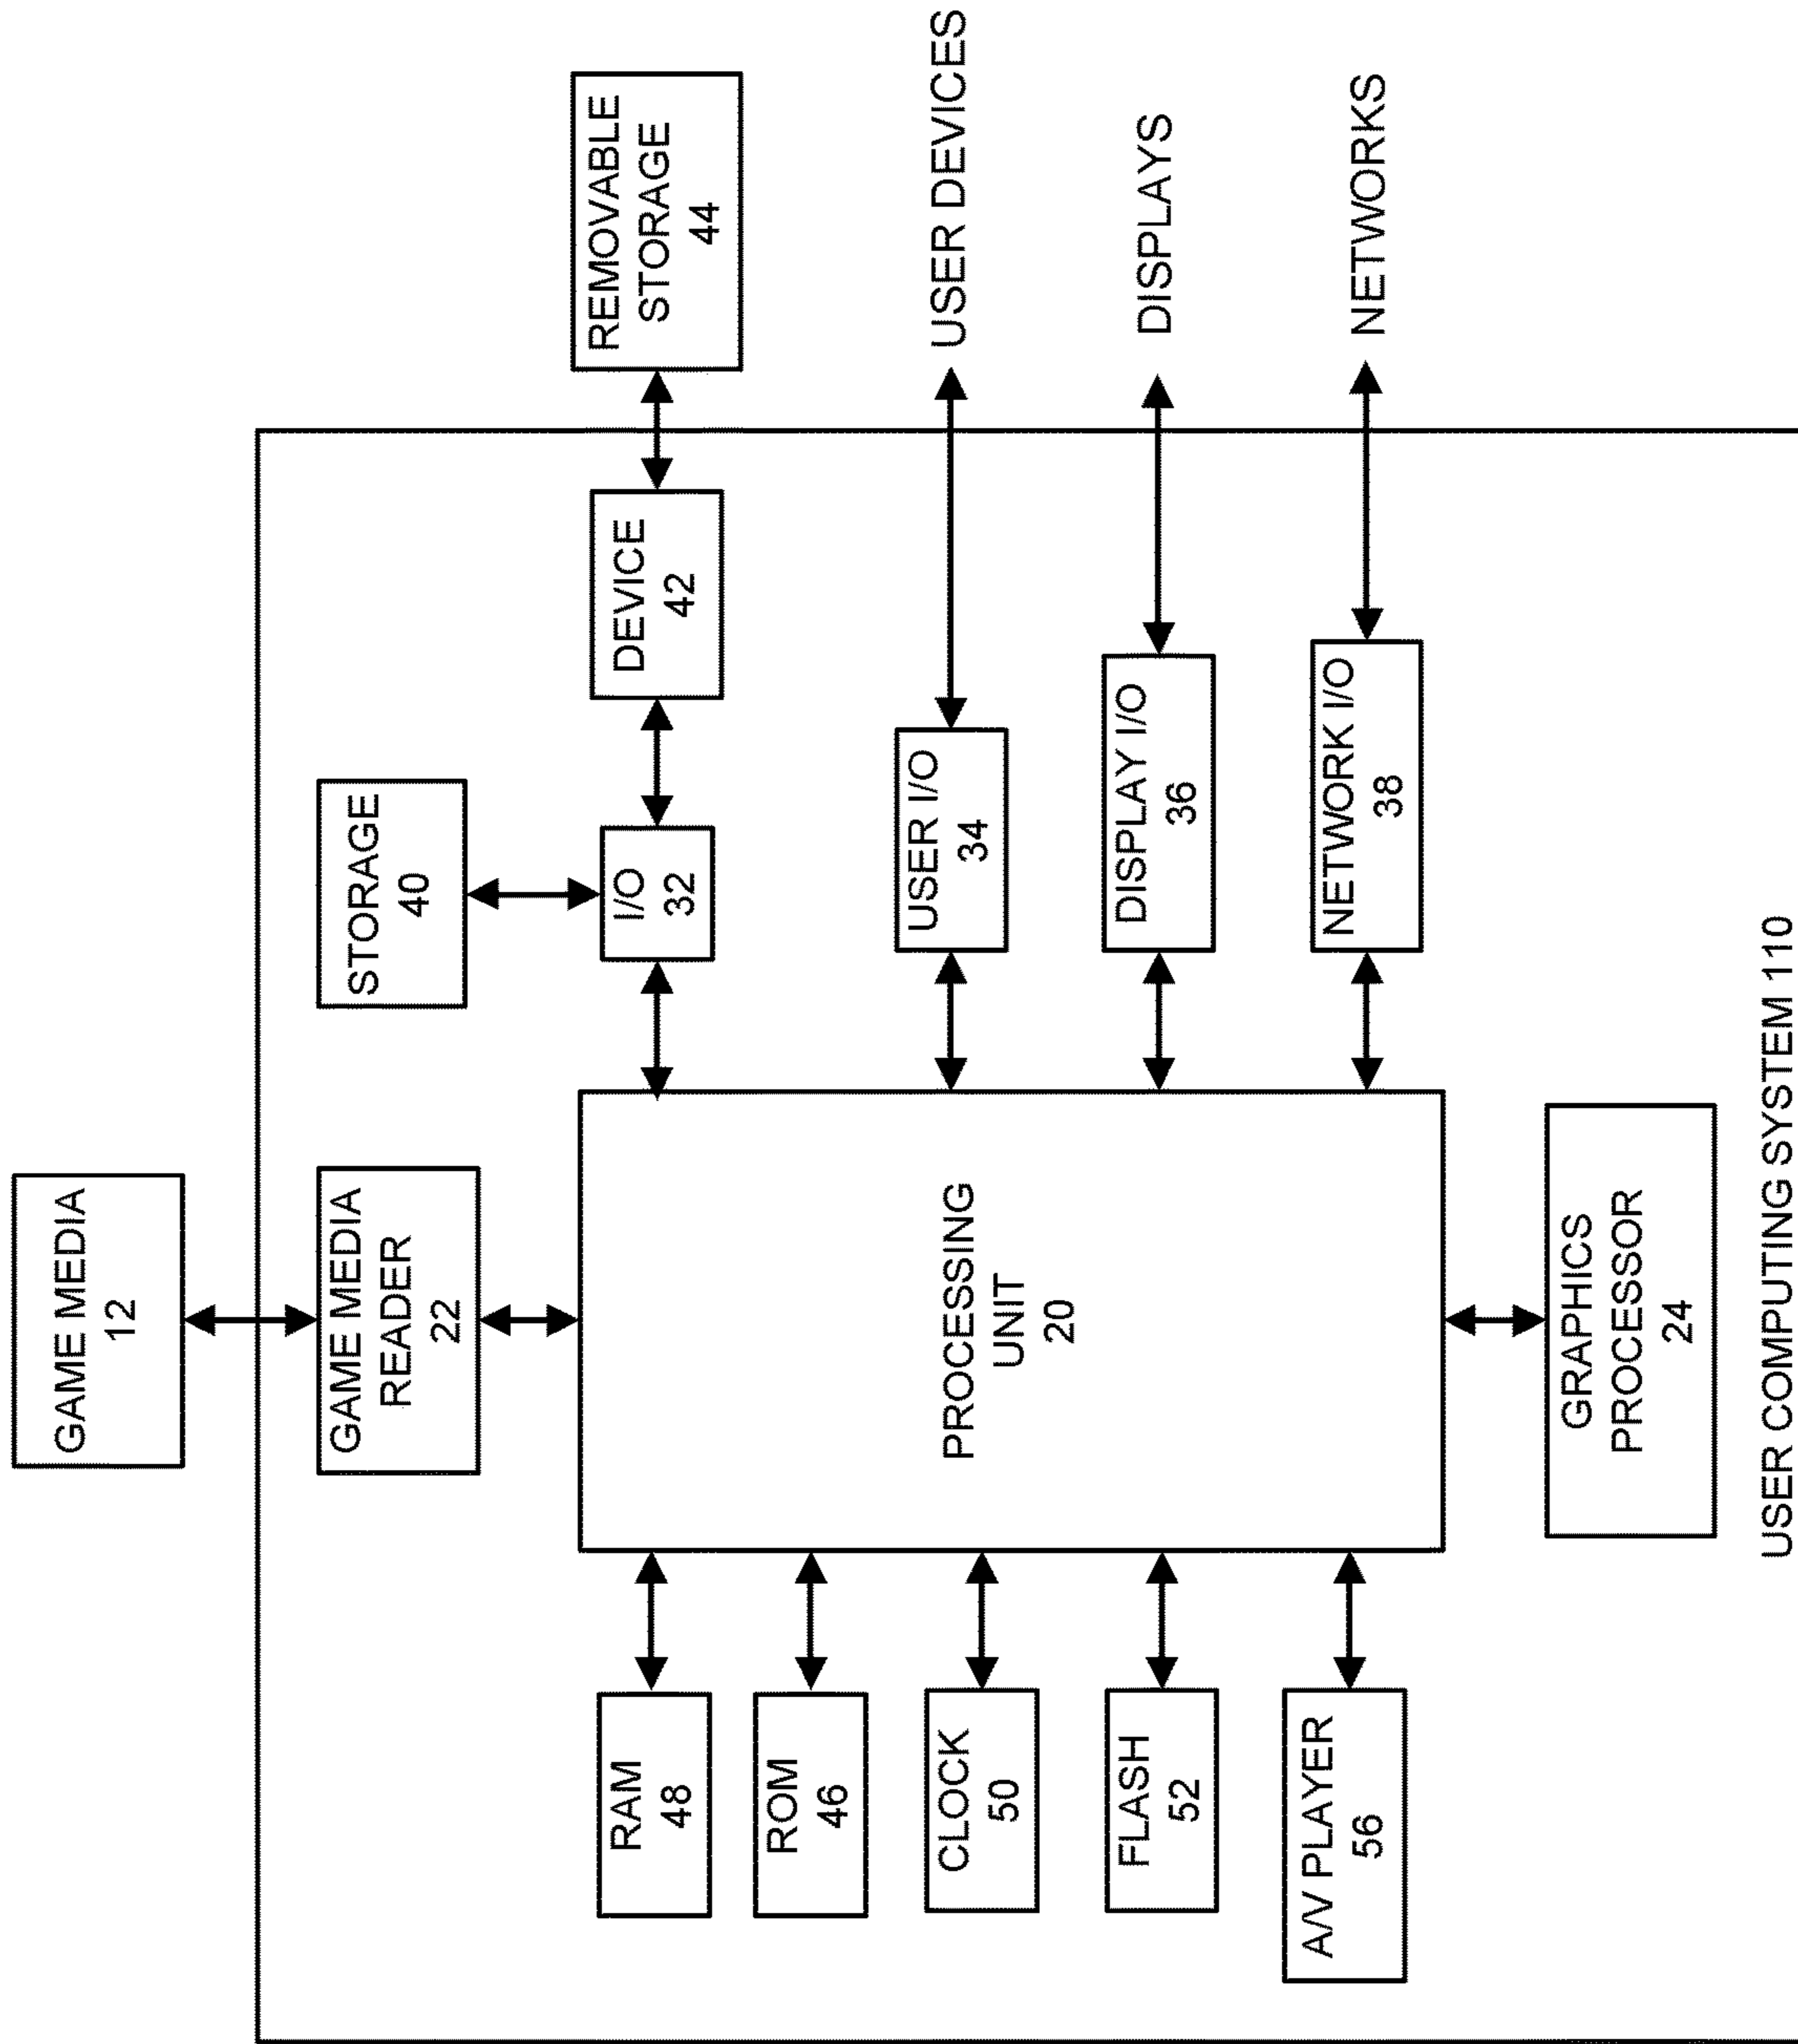 GAME MEDIA
12
GAME MEDIA
READER
22
STORAGE
40
RAM
48
ROM
46
CLOCK
50
FLASH
52
A/V PLAYER
56
PROCESSING
UNIT
20
I/O
32
DEVICE
42
REMOVABLE
STORAGE
44
USER I/O
34
USER DEVICES
DISPLAY I/O
36
DISPLAYS
NETWORK I/O
38
NETWORKS
GRAPHICS
PROCESSOR
24
USER COMPUTING SYSTEM 110